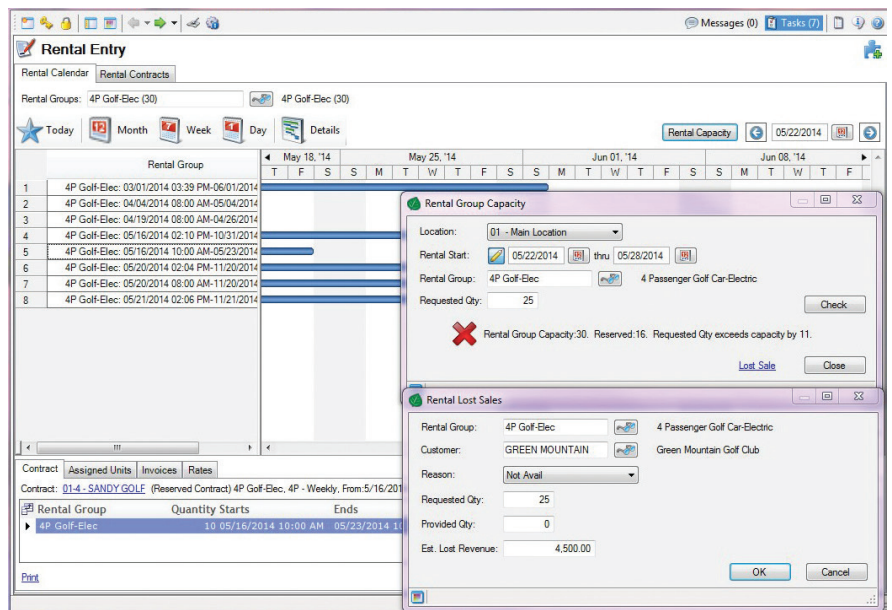 Messages (0) Tasks (7)
Rental Entry
Rental Calendar Rental Contracts
Rental Groups: 4P Golf-Elec (30) 4P Golf-Elec (30)
Today 12 Month 7 Week 1 Day Details Rental Capacity 05/22/2014
Rental Group May 18, '14 May 25, '14 Jun 01, '14 Jun 08, '14
T F S S M T W T F S S M T W T F S S M T W T F
1 4P Golf-Elec: 03/01/2014 03:39 PM-06/01/2014
2 4P Golf-Elec: 04/04/2014 08:00 AM-05/04/2014
3 4P Golf-Elec: 04/19/2014 08:00 AM-04/26/2014
4 4P Golf-Elec: 05/16/2014 02:10 PM-10/31/2014
5 4P Golf-Elec: 05/16/2014 10:00 AM-05/23/2014
6 4P Golf-Elec: 05/20/2014 02:04 PM-11/20/2014
7 4P Golf-Elec: 05/20/2014 08:00 AM-11/20/2014
8 4P Golf-Elec: 05/21/2014 02:06 PM-11/21/2014
Rental Group Capacity
Location: 01 - Main Location
Rental Start: 05/22/2014 thru 05/28/2014
Rental Group: 4P Golf-Elec 4 Passenger Golf Car-Electric
Requested Qty: 25 Check
Rental Group Capacity:30. Reserved:16. Requested Qty exceeds capacity by 11.
Lost Sale Close
Rental Lost Sales
Rental Group: 4P Golf-Elec 4 Passenger Golf Car-Electric
Customer: GREEN MOUNTAIN Green Mountain Golf Club
Reason: Not Avail
Requested Qty: 25
Provided Qty: 0
Est. Lost Revenue: 4,500.00
OK Cancel
Contract Assigned Units Invoices Rates
Contract: 01-4 - SANDY GOLF (Reserved Contract) 4P Golf-Elec, 4P - Weekly, From:5/16/201
Rental Group Quantity Starts Ends
4P Golf-Elec 10 05/16/2014 10:00 AM 05/23/2014 10
Print